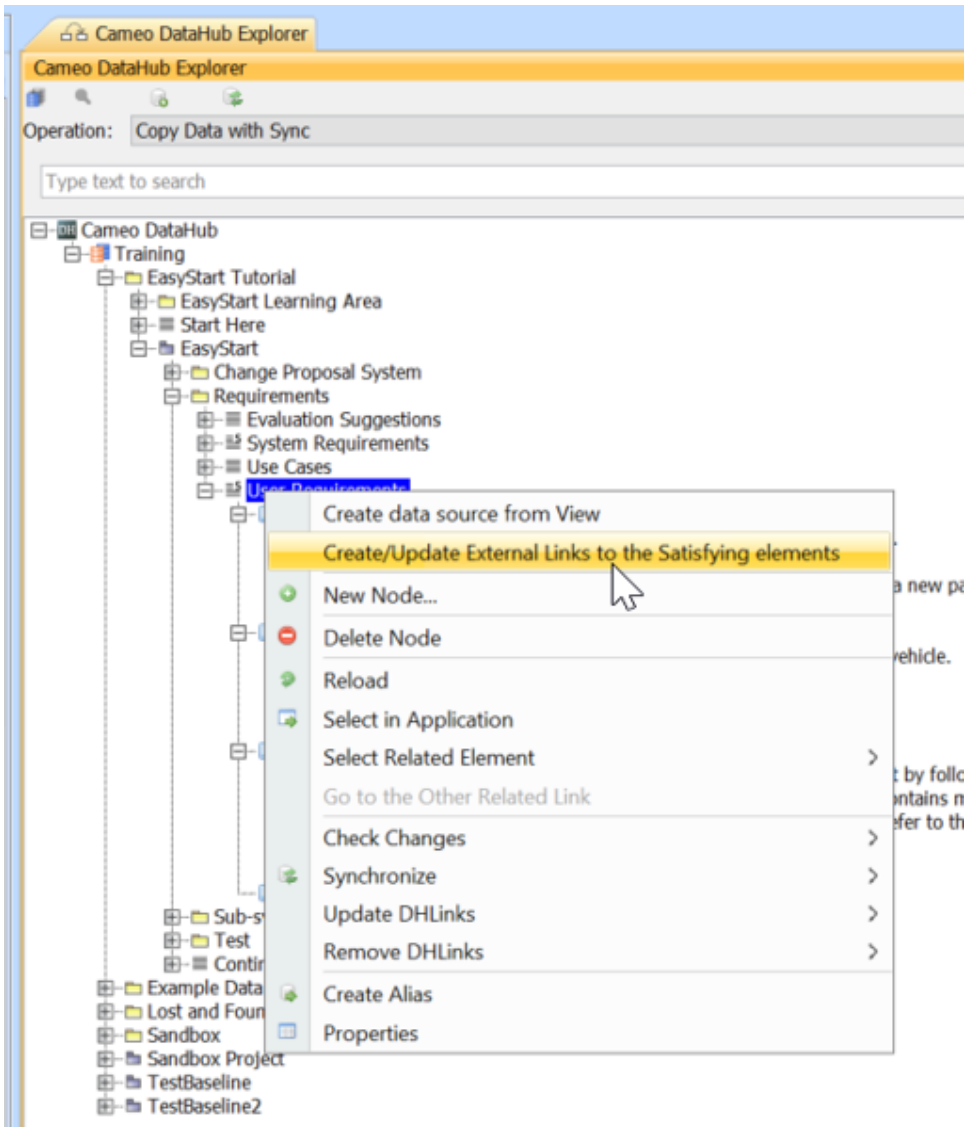 Cameo DataHub Explorer
Cameo DataHub Explorer
Operation: Copy Data with Sync
Type text to search
Cameo DataHub
Training
EasyStart Tutorial
EasyStart Learning Area
Start Here
EasyStart
Change Proposal System
Requirements
Evaluation Suggestions
System Requirements
Use Cases
User Requirements
Create data source from View
Create/Update External Links to the Satisfying elements
New Node...
a new pa
Delete Node
vehicle.
Reload
Select in Application
Select Related Element
t by follo
Go to the Other Related Link
ontains m
efer to th
Check Changes
Synchronize
Update DHLinks
Sub-s
Test
Remove DHLinks
Contin
Example Data
Create Alias
Lost and Foun
Sandbox
Properties
Sandbox Project
TestBaseline
TestBaseline2